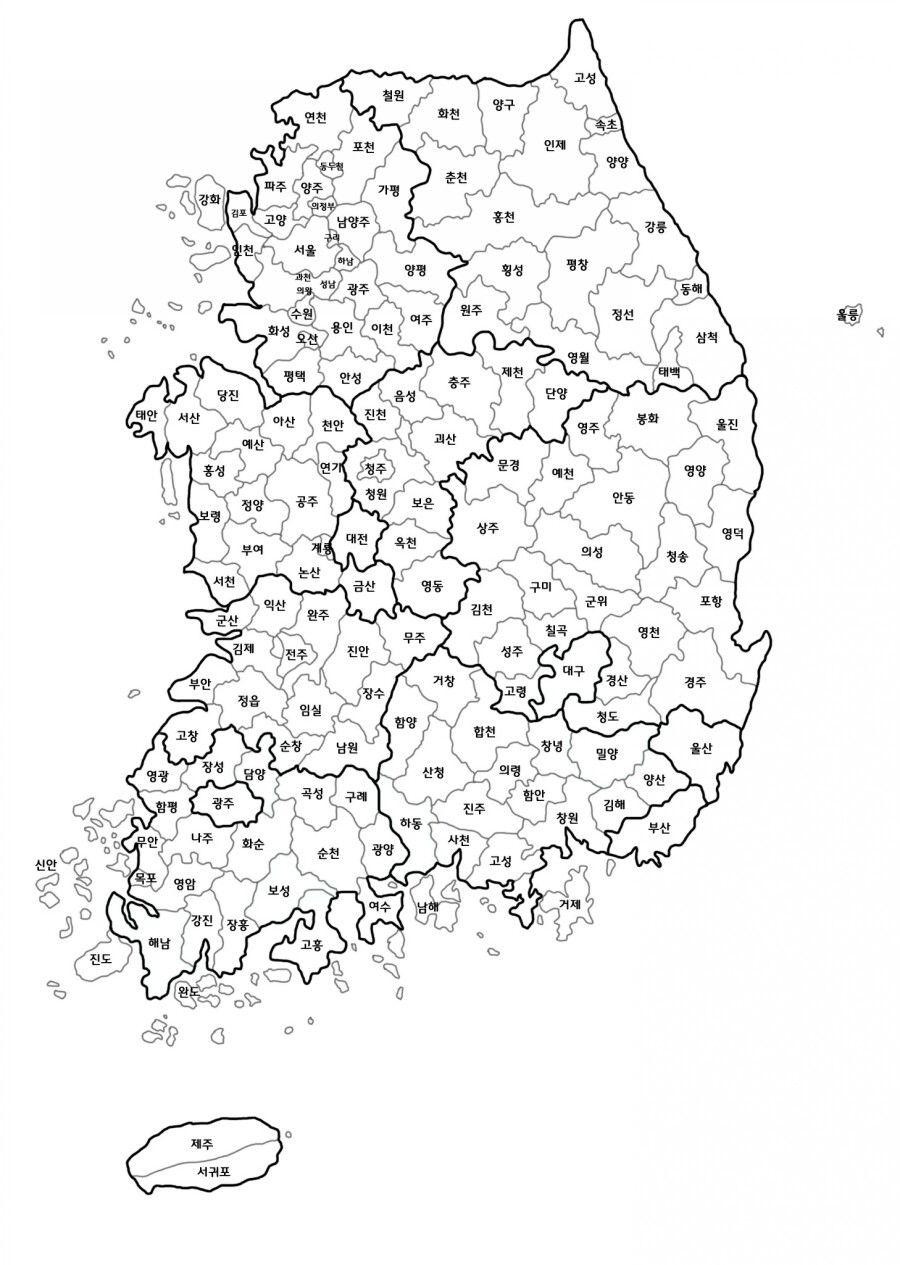 고성
철원
양구
화천
연천
속초
인제
포천
양양
동두천
춘천
파주
양주
가평
강화
의정부
김포
고양
남양주
홍천
강릉
구리
인천
서울
하남
평창
양평
횡성
과천
성남
광주
의왕
동해
원주
수원
정선
울릉
여주
용인
이천
화성
오산
삼척
영월
태백
제천
평택
안성
충주
단양
당진
음성
태안
서산
진천
아산
천안
봉화
울진
영주
괴산
예산
문경
연기
청주
홍성
예천
영양
청원
안동
보은
공주
정양
보령
상주
영덕
대전
옥천
계룡
부여
의성
청송
논산
서천
금산
영동
구미
군위
포항
익산
김천
완주
군산
칠곡
영천
무주
김제
전주
진안
성주
대구
경산
거창
경주
부안
고령
장수
정읍
임실
청도
함양
합천
고창
순창
남원
창녕
울산
밀양
장성
담양
영광
산청
의령
양산
곡성
구례
함안
광주
함평
김해
진주
창원
하동
부산
나주
무안
화순
사천
광양
순천
고성
신안
목포
영암
보성
거제
여수
남해
강진
장흥
해남
고흥
진도
완도
제주
서귀포